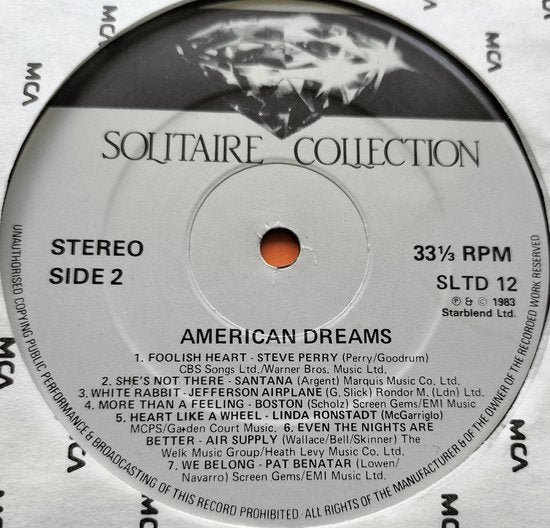 SOLITAIRE COLLECTION
STEREO
SIDE 2
33⅓ RPM
SLTD 12
℗ & © 1983
Starblend Ltd.
AMERICAN DREAMS
1. FOOLISH HEART - STEVE PERRY (Perry/Goodrum)
CBS Songs Ltd./Warner Bros. Music Ltd.
2. SHE'S NOT THERE - SANTANA (Argent) Marquis Music Co. Ltd.
3. WHITE RABBIT - JEFFERSON AIRPLANE (G. Slick) Rondor M. (Ldn) Ltd.
4. MORE THAN A FEELING - BOSTON (Scholz) Screen Gems/EMI Music
5. HEART LIKE A WHEEL - LINDA RONSTADT (McGarriglo)
MCPS/Garden Court Music. 6. EVEN THE NIGHTS ARE
BETTER - AIR SUPPLY (Wallace/Bell/Skinner) The
Welk Music Group/Heath Levy Music Co. Ltd.
7. WE BELONG - PAT BENATAR (Lowen/
Navarro) Screen Gems/EMI Music Ltd.
UNAUTHORISED COPYING PUBLIC PERFORMANCE & BROADCASTING OF THIS RECORD PROHIBITED · ALL RIGHTS OF THE MANUFACTURER & OF THE OWNER OF THE RECORDED WORK RESERVED
MCA
MCA
MCA
MCA
MCA
MCA